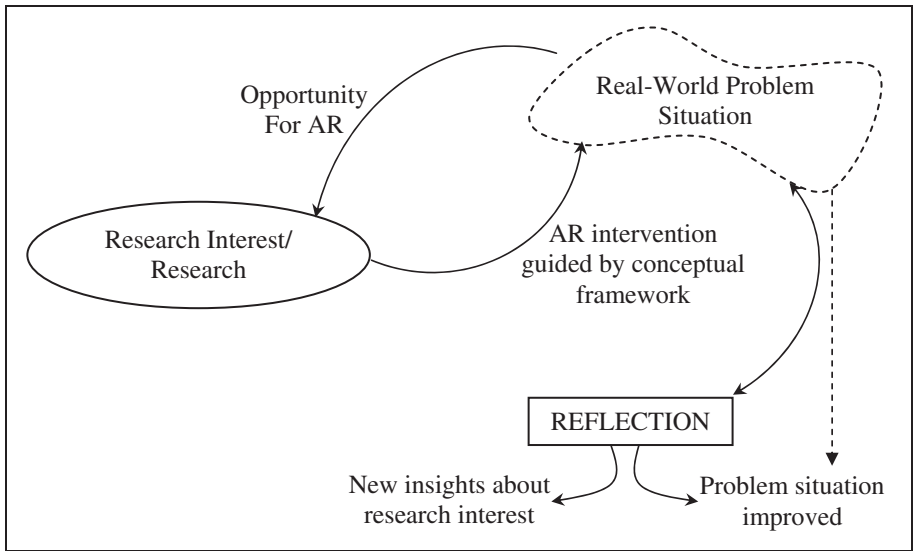 Opportunity
For AR
Real-World Problem
Situation
Research Interest/
Research
AR intervention
guided by conceptual
framework
REFLECTION
New insights about
research interest
Problem situation
improved